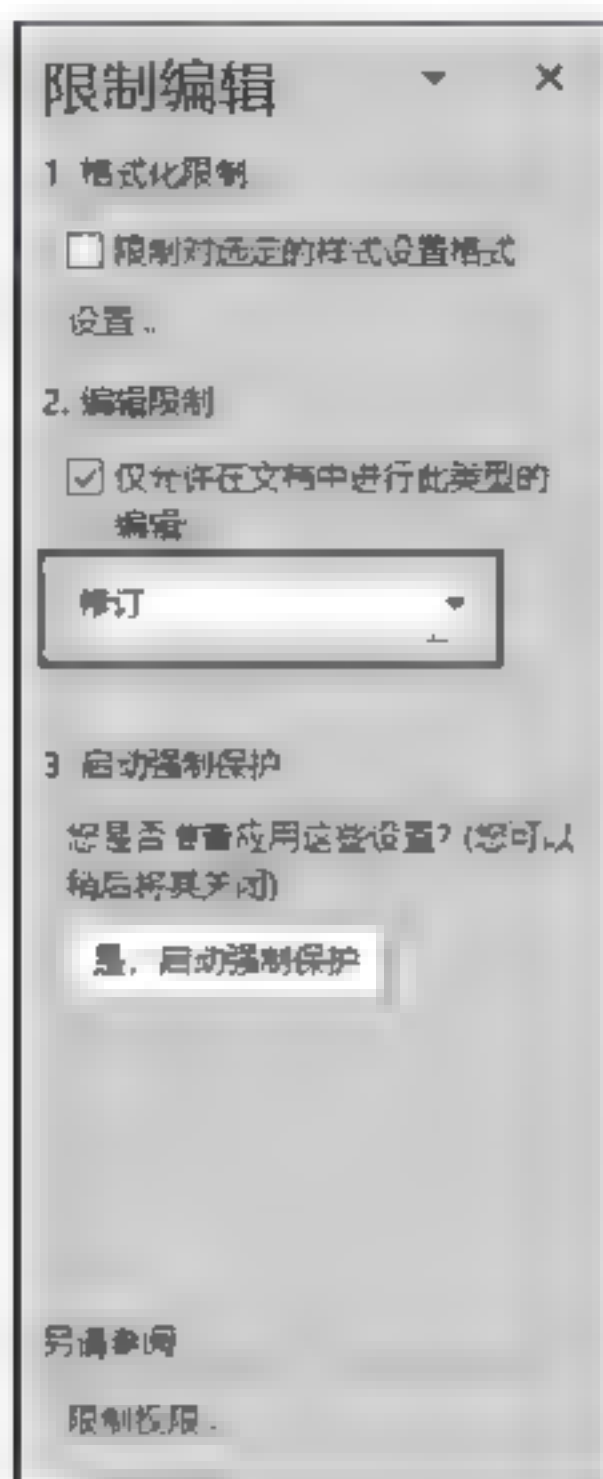 限制编辑
1 格式化限制
限制对选定的样式设置格式
设置..
2. 编辑限制
仅允许在文档中进行此类型的
编辑:
修订
3 启动强制保护
您是否准备应用这些设置? (您可以
稍后将其关闭)
是，启动强制保护
另请参阅
限制权限..